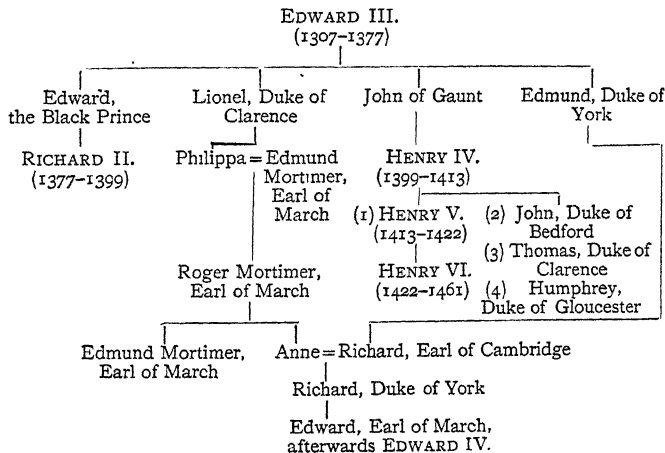 EDWARD III.
(1307–1377)
Edward,
the Black Prince
Lionel, Duke of
Clarence
John of Gaunt
Edmund, Duke of
York
RICHARD II.
(1377–1399)
Philippa = Edmund
Mortimer,
Earl of
March
HENRY IV.
(1399–1413)
(1) HENRY V.
(1413–1422)
(2) John, Duke of
Bedford
(3) Thomas, Duke of
Clarence
(4) Humphrey,
Duke of Gloucester
HENRY VI.
(1422–1461)
Roger Mortimer,
Earl of March
Edmund Mortimer,
Earl of March
Anne = Richard, Earl of Cambridge
Richard, Duke of York
Edward, Earl of March,
afterwards EDWARD IV.